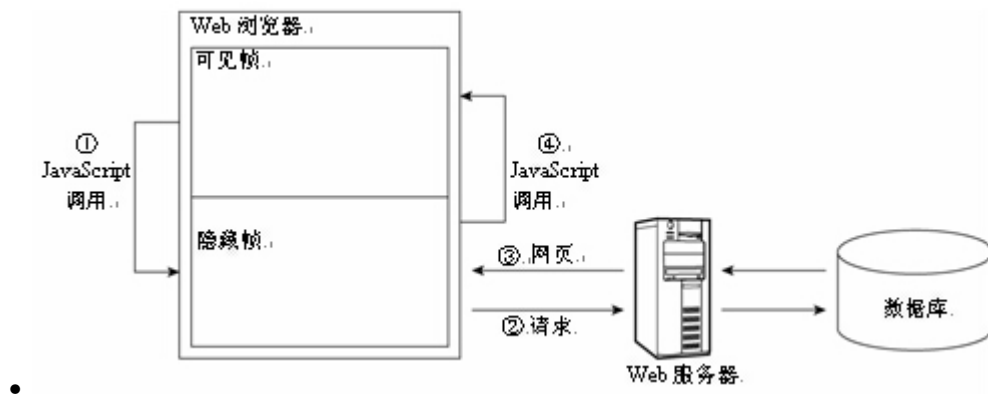 Web 浏览器
可见帧
①
JavaScript
调用
④
JavaScript
调用
隐藏帧
③ 网页
②请求
数据库
Web 服务器